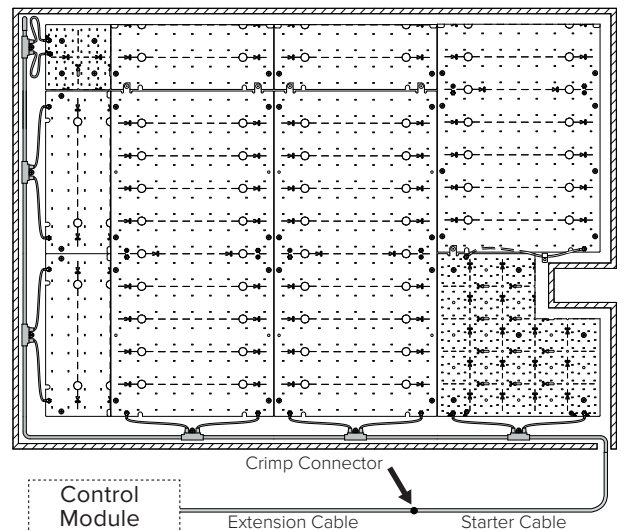 Crimp Connector
Control
Module
Extension Cable
Starter Cable